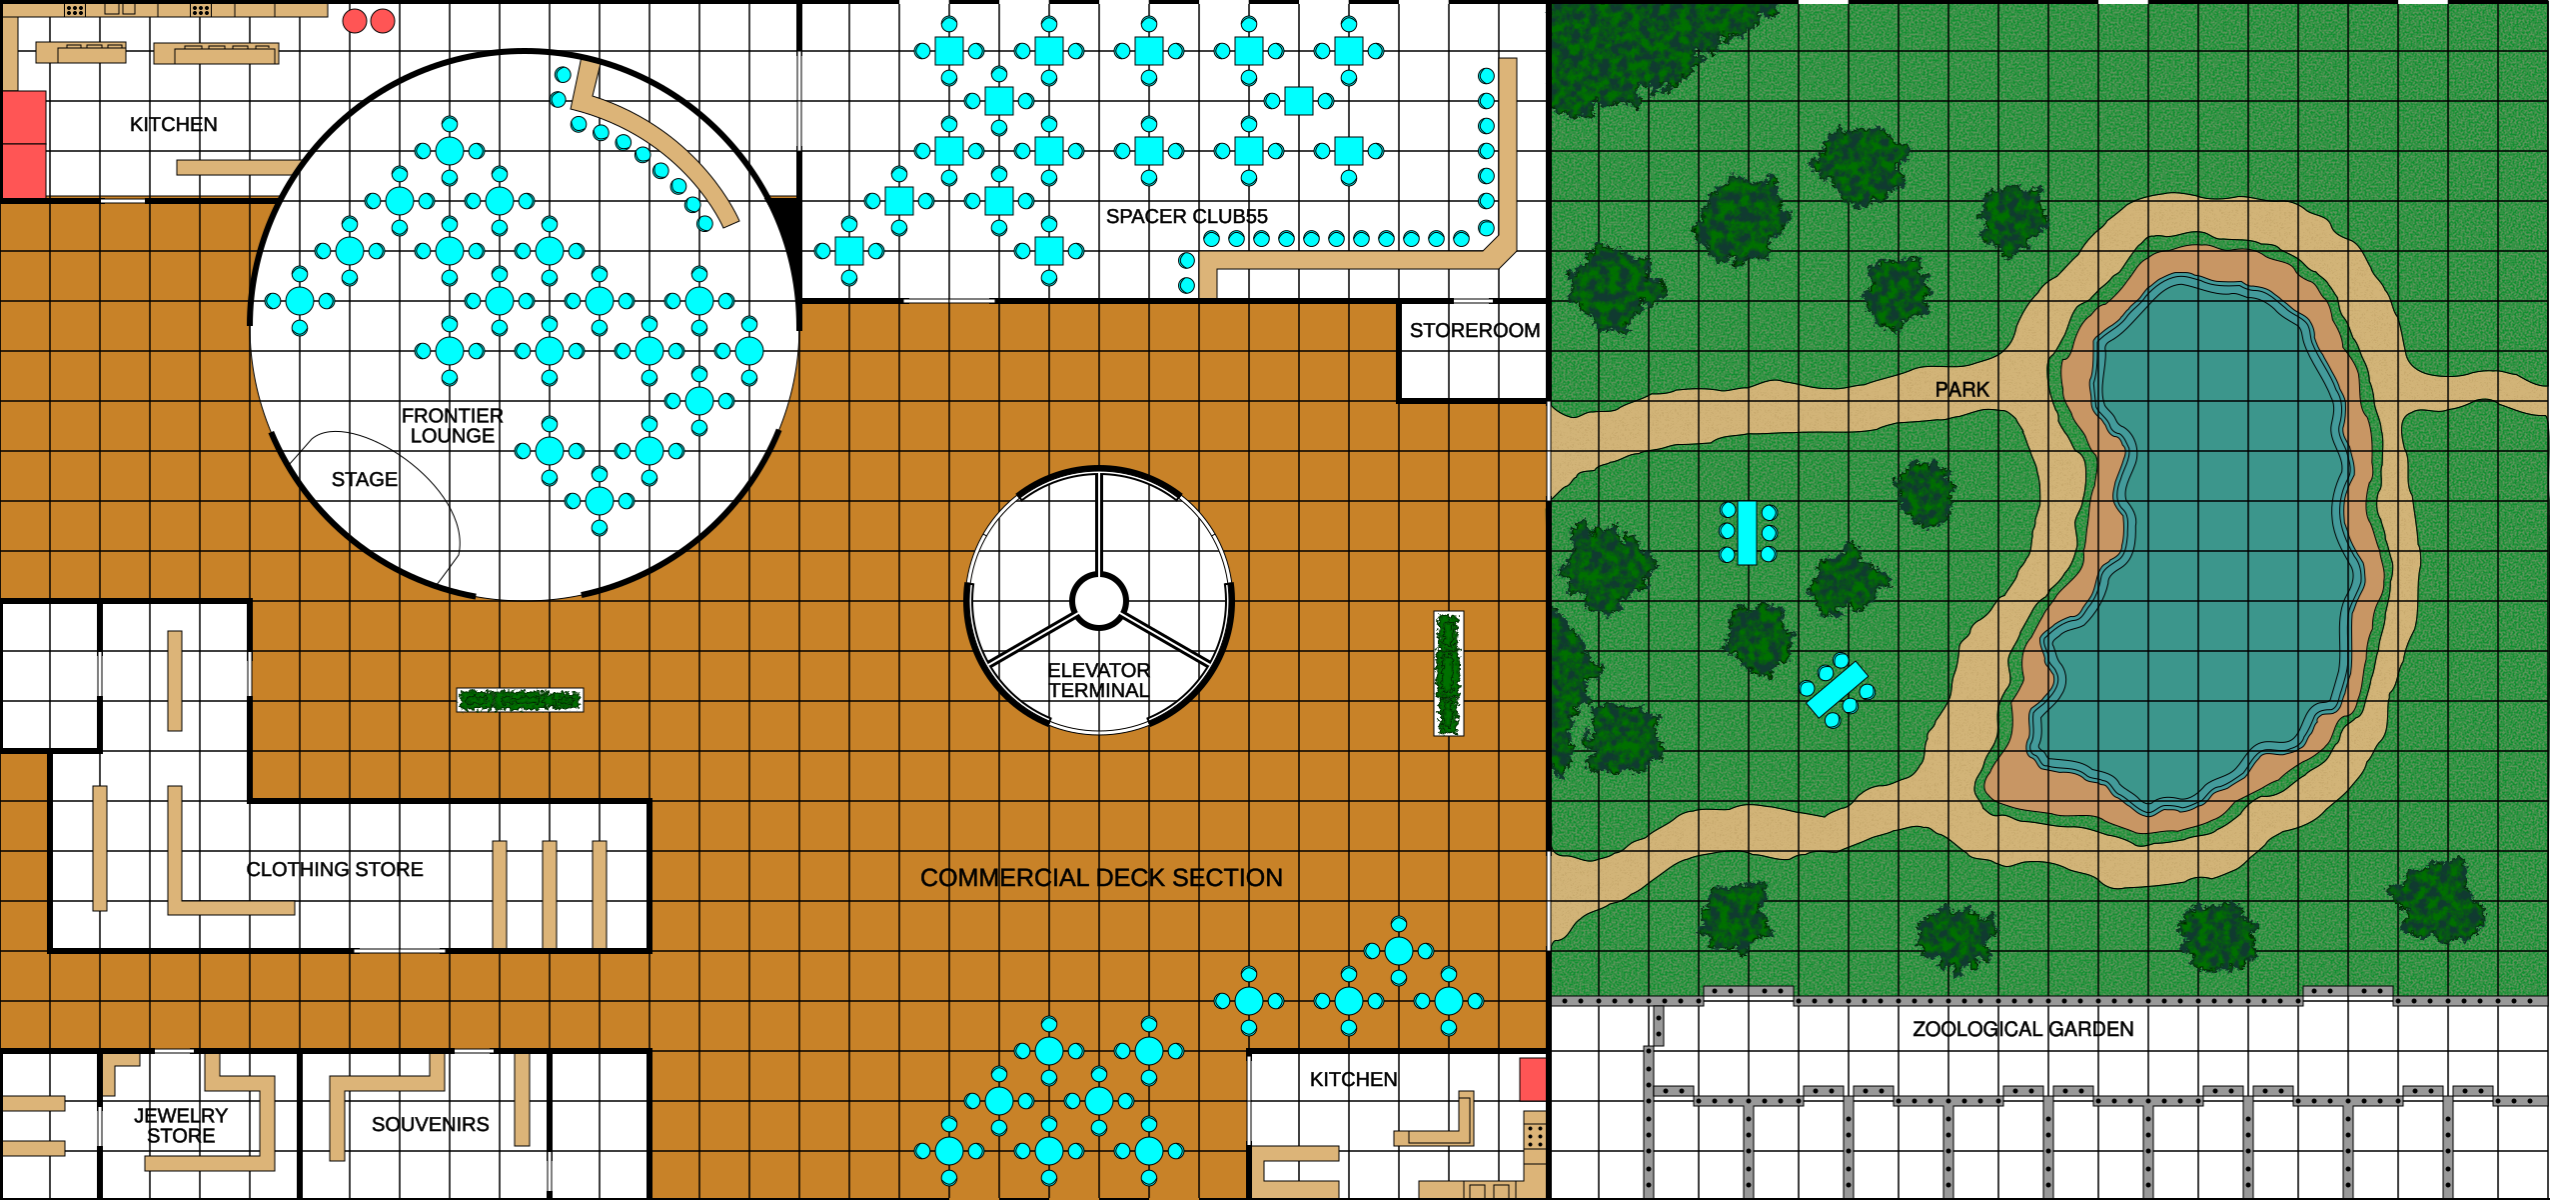 KITCHEN
SPACER CLUB55
STOREROOM
PARK
FRONTIER
LOUNGE
STAGE
ELEVATOR
TERMINAL
CLOTHING STORE
COMMERCIAL DECK SECTION
ZOOLOGICAL GARDEN
KITCHEN
JEWELRY
STORE
SOUVENIRS